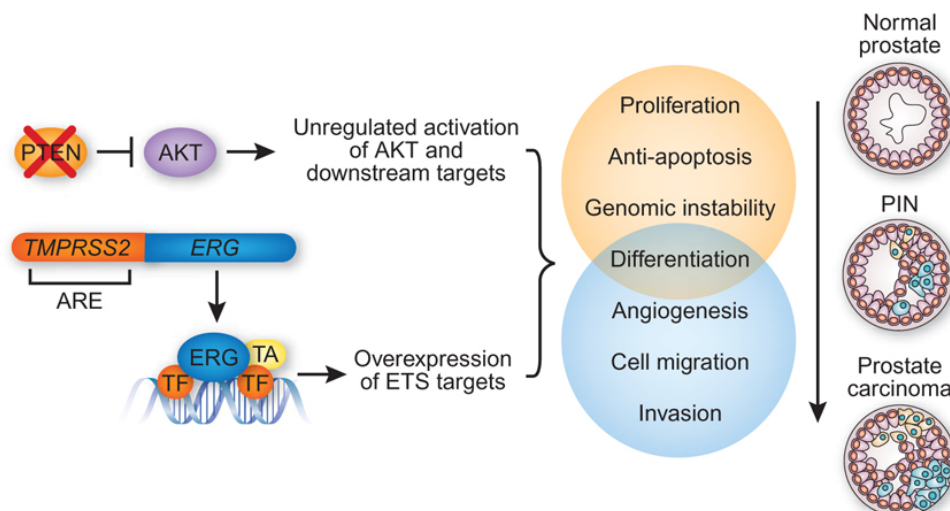 Normal
prostate
PTEN
AKT
Unregulated activation
of AKT and
downstream targets
Proliferation
Anti-apoptosis
Genomic instability
Differentiation
Angiogenesis
Cell migration
Invasion
PIN
TMPRSS2
ERG
ARE
ERG
TA
TF
TF
Overexpression
of ETS targets
Prostate
carcinoma